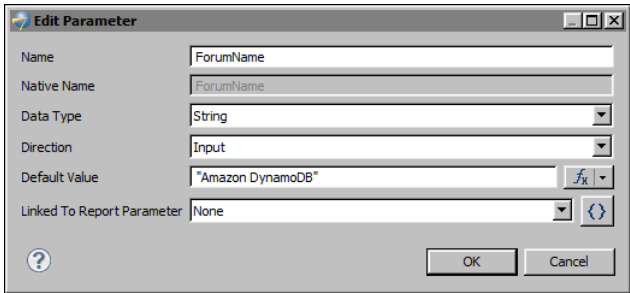 Edit Parameter
Name ForumName
Native Name ForumName
Data Type String
Direction Input
Default Value "Amazon DynamoDB" fx
Linked To Report Parameter None {}
? OK Cancel